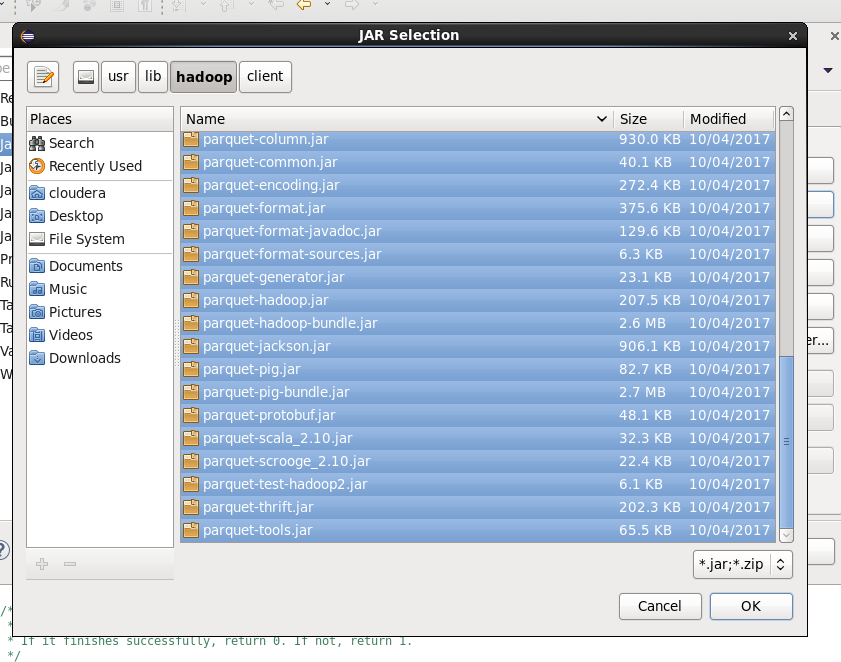 JAR Selection
usr lib hadoop client
Places
Search
Recently Used
cloudera
Desktop
File System
Documents
Music
Pictures
Videos
Downloads
Name Size Modified
parquet-column.jar 930.0 KB 10/04/2017
parquet-common.jar 40.1 KB 10/04/2017
parquet-encoding.jar 272.4 KB 10/04/2017
parquet-format.jar 375.6 KB 10/04/2017
parquet-format-javadoc.jar 129.6 KB 10/04/2017
parquet-format-sources.jar 6.3 KB 10/04/2017
parquet-generator.jar 23.1 KB 10/04/2017
parquet-hadoop.jar 207.5 KB 10/04/2017
parquet-hadoop-bundle.jar 2.6 MB 10/04/2017
parquet-jackson.jar 906.1 KB 10/04/2017
parquet-pig.jar 82.7 KB 10/04/2017
parquet-pig-bundle.jar 2.7 MB 10/04/2017
parquet-protobuf.jar 48.1 KB 10/04/2017
parquet-scala_2.10.jar 32.3 KB 10/04/2017
parquet-scrooge_2.10.jar 22.4 KB 10/04/2017
parquet-test-hadoop2.jar 6.1 KB 10/04/2017
parquet-thrift.jar 202.3 KB 10/04/2017
parquet-tools.jar 65.5 KB 10/04/2017
*.jar;*.zip
Cancel OK
/*
*
* If it finishes successfully, return 0. If not, return 1.
*/